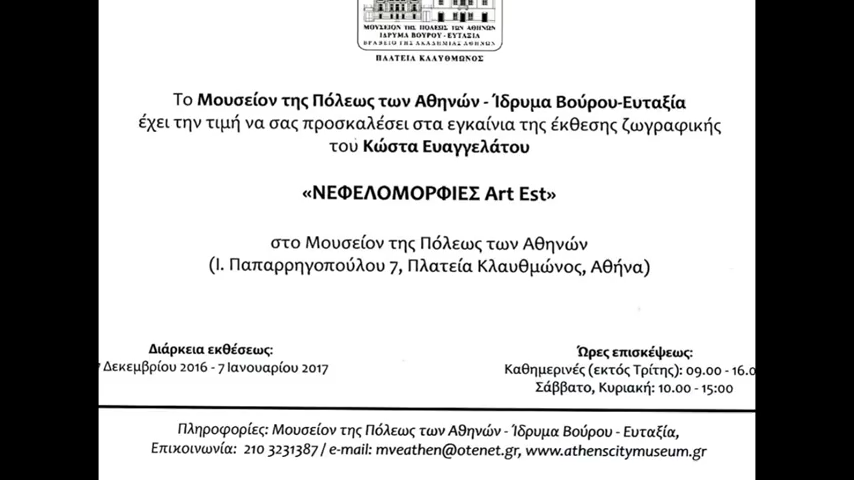 ΜΟΥΣΕΙΟΝ ΤΗΣ ΠΟΛΕΩΣ ΤΩΝ ΑΘΗΝΩΝ
ΙΔΡΥΜΑ ΒΟΥΡΟΥ - ΕΥΤΑΞΙΑ
ΒΡΑΒΕΙΟ ΤΗΣ ΑΚΑΔΗΜΙΑΣ ΑΘΗΝΩΝ
ΠΛΑΤΕΙΑ ΚΛΑΥΘΜΩΝΟΣ
Το Μουσείον της Πόλεως των Αθηνών - Ίδρυμα Βούρου-Ευταξία
έχει την τιμή να σας προσκαλέσει στα εγκαίνια της έκθεσης ζωγραφικής
του Κώστα Ευαγγελάτου
«ΝΕΦΕΛΟΜΟΡΦΙΕΣ Art Est»
στο Μουσείον της Πόλεως των Αθηνών
(Ι. Παπαρρηγοπούλου 7, Πλατεία Κλαυθμώνος, Αθήνα)
Διάρκεια εκθέσεως:
Δεκεμβρίου 2016 - 7 Ιανουαρίου 2017
Ώρες επισκέψεως:
Καθημερινές (εκτός Τρίτης): 09.00 - 16.0
Σάββατο, Κυριακή: 10.00 - 15:00
Πληροφορίες: Μουσείον της Πόλεως των Αθηνών - Ίδρυμα Βούρου - Ευταξία,
Επικοινωνία: 210 3231387 / e-mail: mveathen@otenet.gr, www.athenscitymuseum.gr